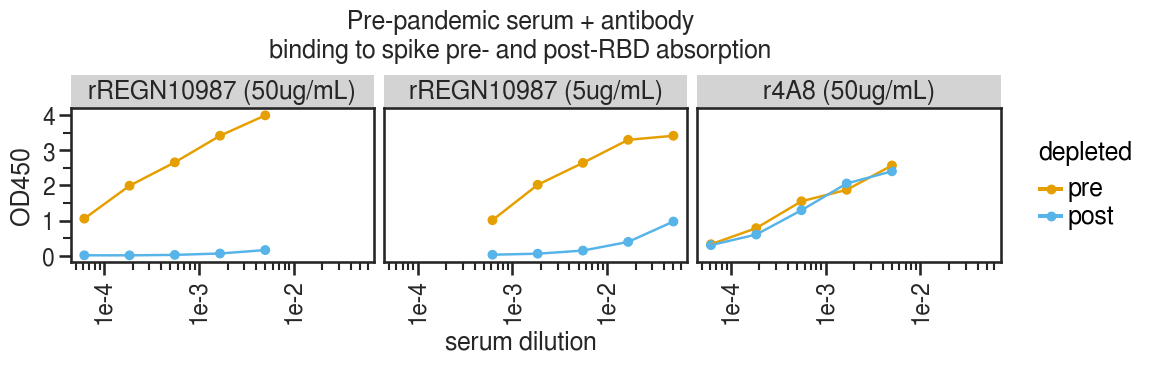 Pre-pandemic serum + antibody
binding to spike pre- and post-RBD absorption
rREGN10987 (50ug/mL) rREGN10987 (5ug/mL) r4A8 (50ug/mL)
OD450
4
3
2
1
0
1e-4 1e-3 1e-2 1e-4 1e-3 1e-2 1e-4 1e-3 1e-2
serum dilution
depleted
pre
post